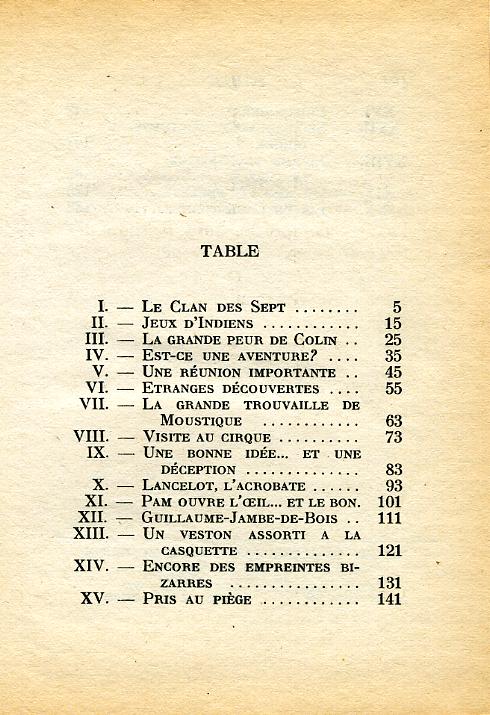 TABLE
I. — Le Clan des Sept ........ 5
II. — Jeux d'Indiens ............ 15
III. — La grande peur de Colin .. 25
IV. — Est-ce une aventure? .... 35
V. — Une réunion importante .. 45
VI. — Etranges découvertes .... 55
VII. — La grande trouvaille de
Moustique ............ 63
VIII. — Visite au cirque .......... 73
IX. — Une bonne idée... et une
déception ............. 83
X. — Lancelot, l'acrobate ...... 93
XI. — Pam ouvre l'œil... et le bon. 101
XII. — Guillaume-Jambe-de-Bois .. 111
XIII. — Un veston assorti a la
casquette ............. 121
XIV. — Encore des empreintes bi-
zarres ............... 131
XV. — Pris au piège ............ 141